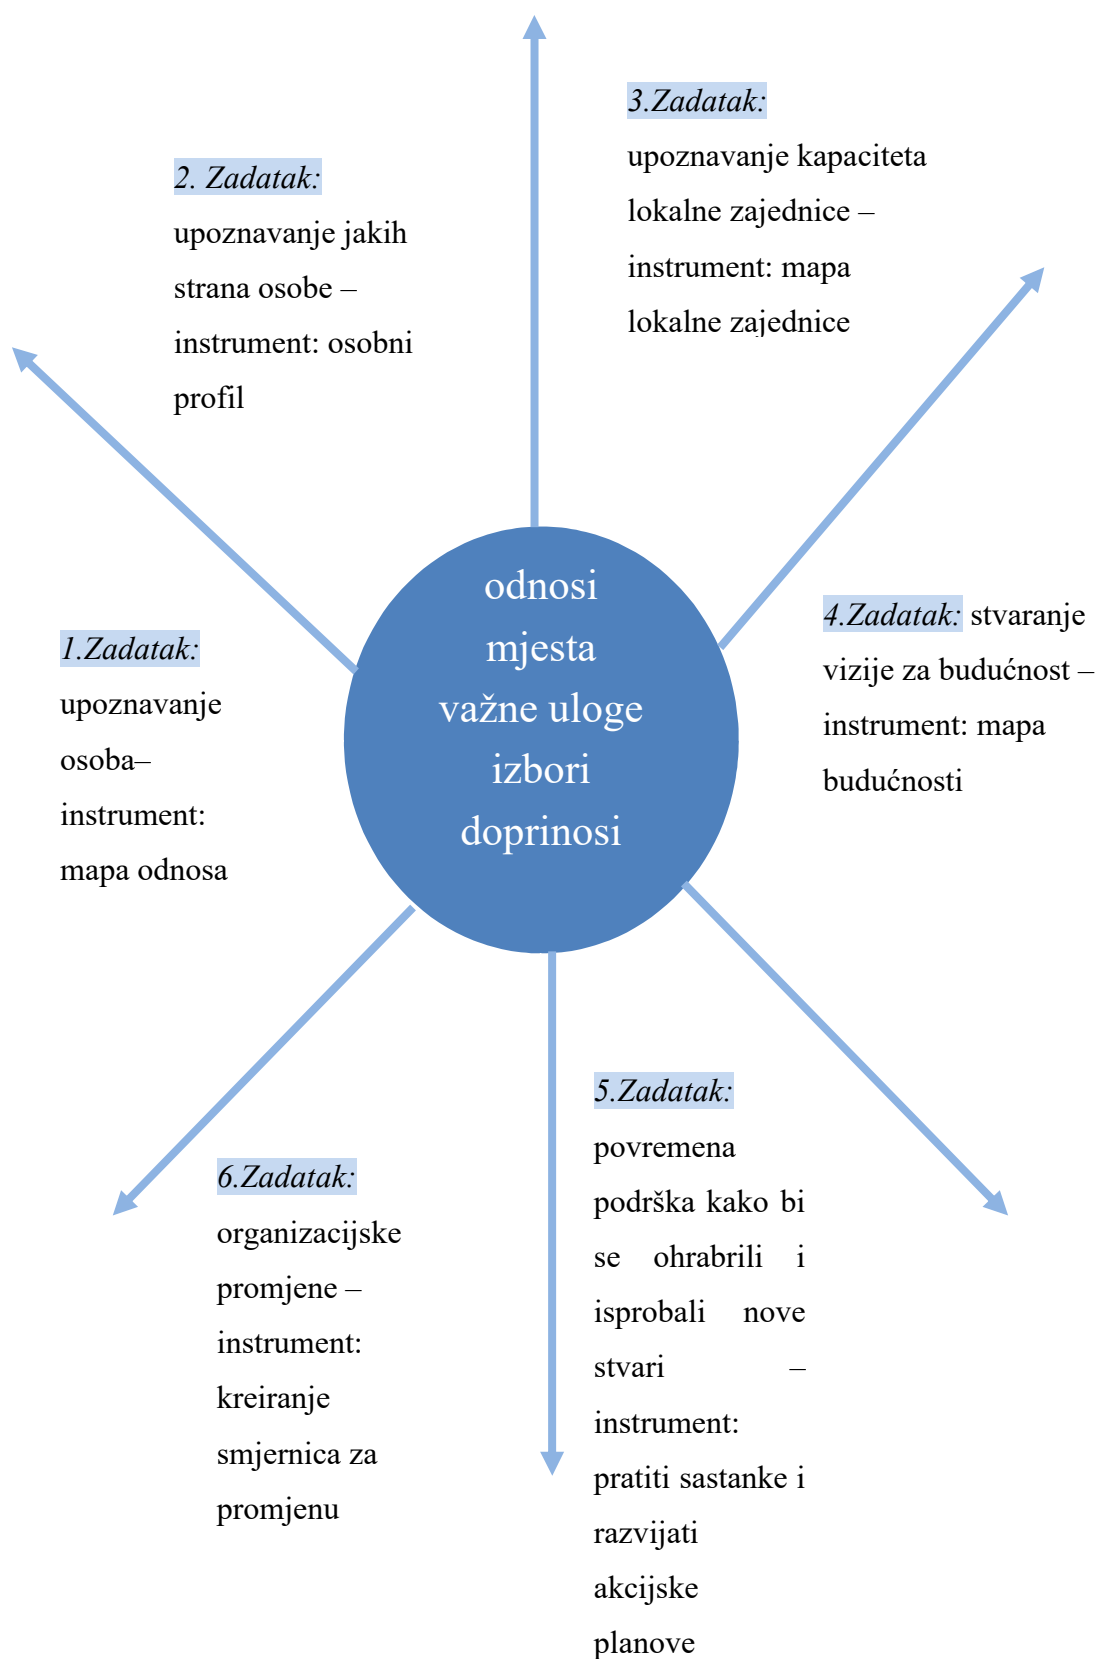 3.Zadatak:
upoznavanje kapaciteta
lokalne zajednice –
instrument: mapa
lokalne zajednice
2. Zadatak:
upoznavanje jakih
strana osobe –
instrument: osobni
profil
odnosi
mjesta
važne uloge
izbori
doprinosi
1.Zadatak:
upoznavanje
osoba–
instrument:
mapa odnosa
4.Zadatak: stvaranje
vizije za budućnost –
instrument: mapa
budućnosti
5.Zadatak:
povremena
podrška kako bi
se ohrabrili i
isprobali nove
stvari –
instrument:
pratiti sastanke i
razvijati
akcijske
planove
6.Zadatak:
organizacijske
promjene –
instrument:
kreiranje
smjernica za
promjenu